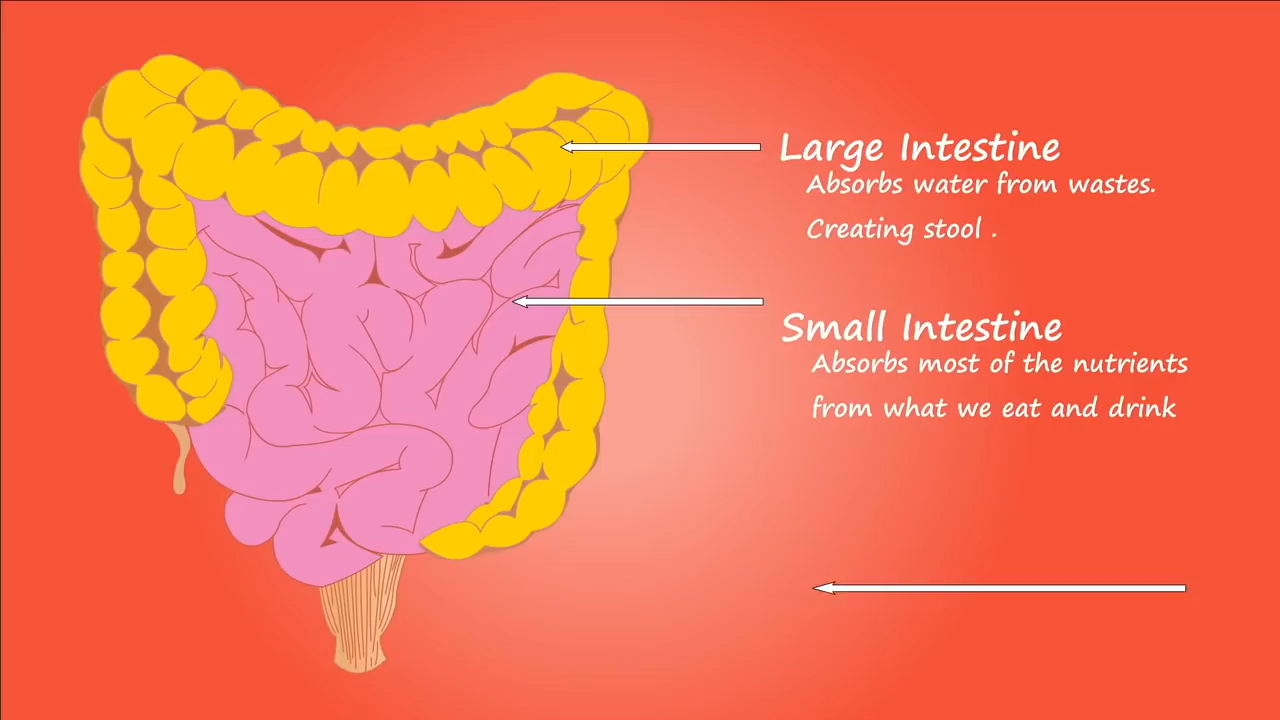 Large Intestine
Absorbs water from wastes.
Creating stool .
Small Intestine
Absorbs most of the nutrients
from what we eat and drink